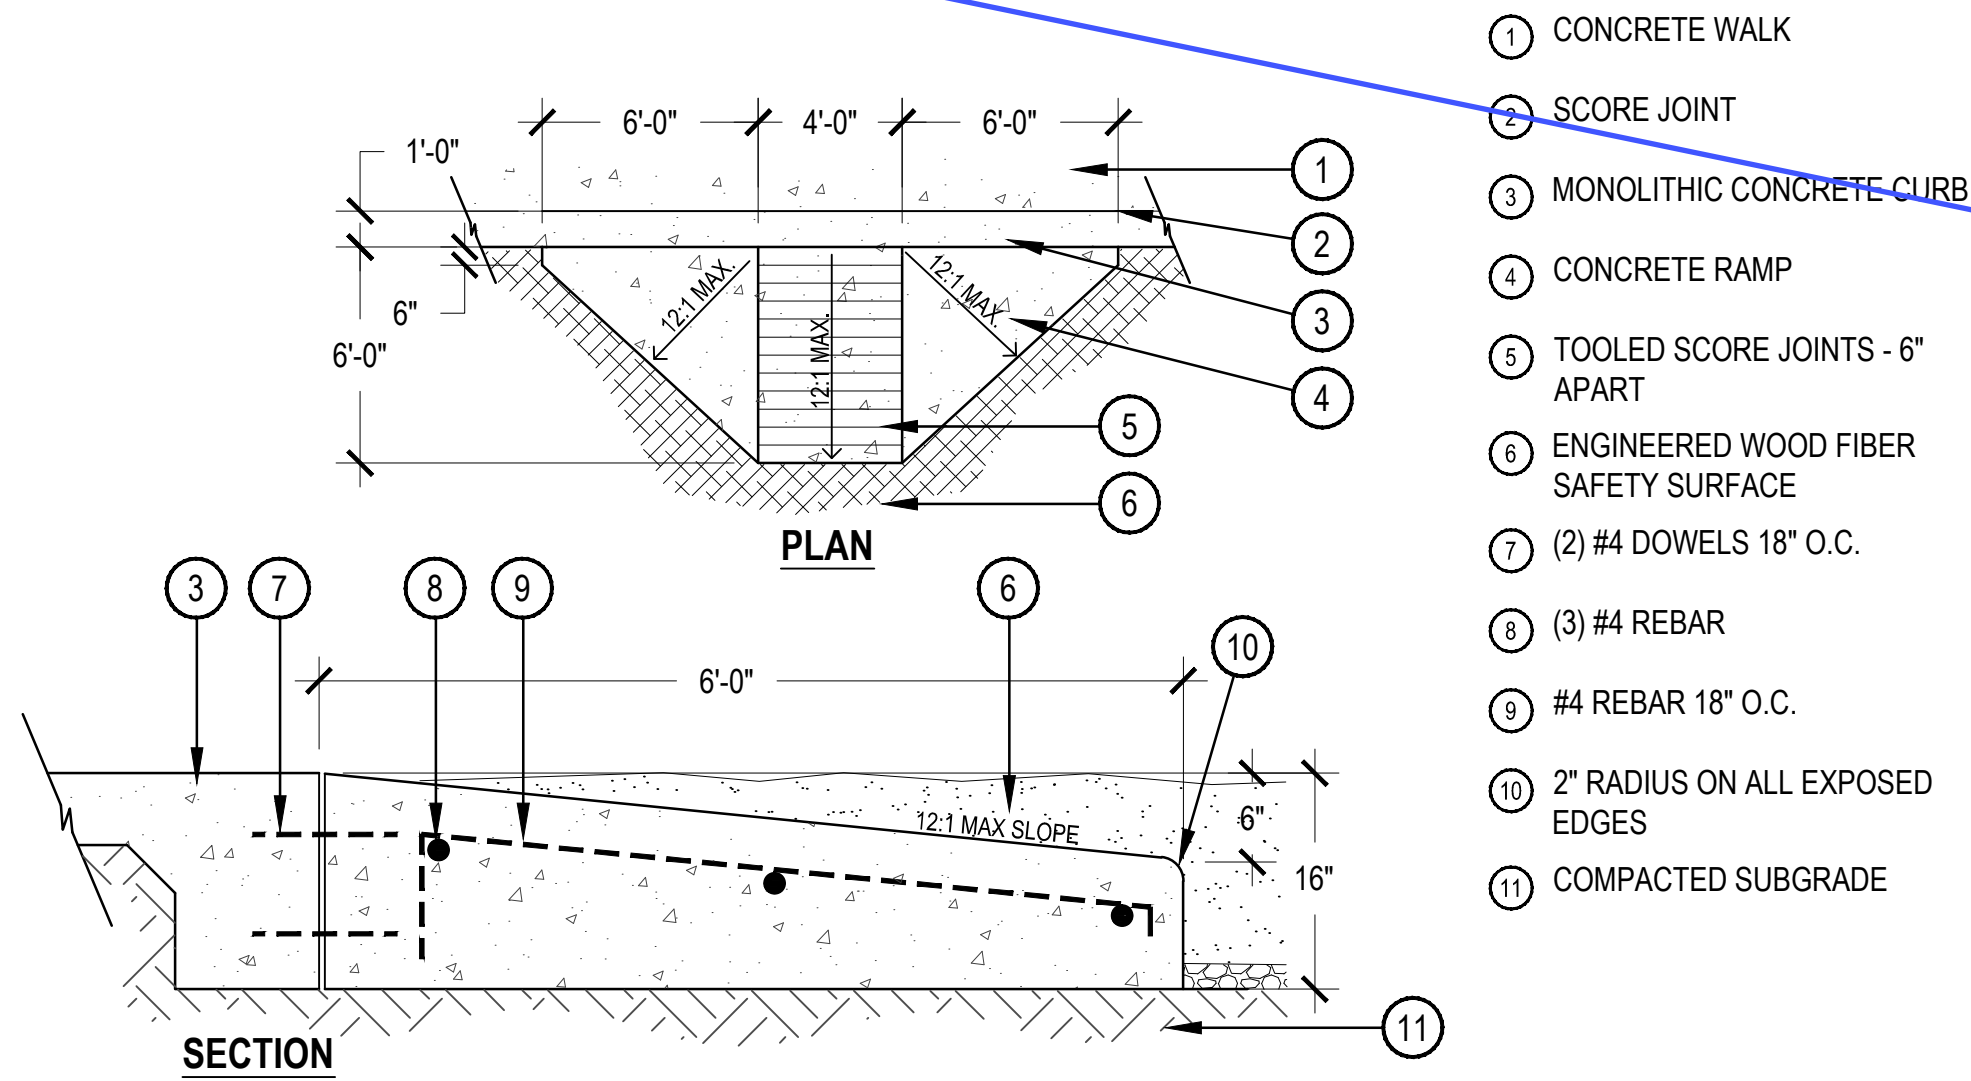 6'-0" 4'-0" 6'-0"
1'-0"
6"
6'-0"
12:1 MAX.
12:1 MAX.
12:1 MAX.
1
2
3
4
5
6
PLAN
3 7 8 9 6
10
6'-0"
12:1 MAX SLOPE
6"
16"
11
SECTION
1 CONCRETE WALK
2 SCORE JOINT
3 MONOLITHIC CONCRETE CURB
4 CONCRETE RAMP
5 TOOLED SCORE JOINTS - 6"
APART
6 ENGINEERED WOOD FIBER
SAFETY SURFACE
7 (2) #4 DOWELS 18" O.C.
8 (3) #4 REBAR
9 #4 REBAR 18" O.C.
10 2" RADIUS ON ALL EXPOSED
EDGES
11 COMPACTED SUBGRADE